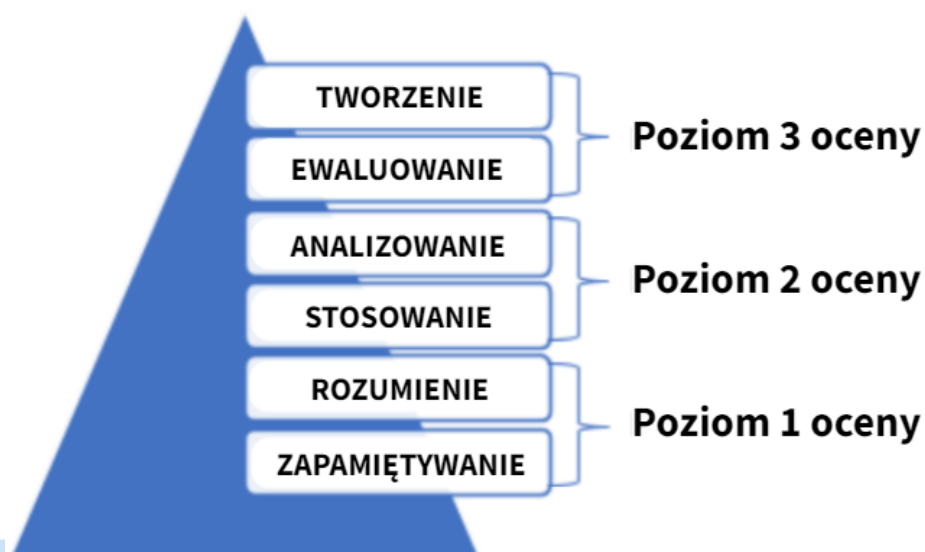 TWORZENIE
EWALUOWANIE
Poziom 3 oceny
ANALIZOWANIE
STOSOWANIE
Poziom 2 oceny
ROZUMIENIE
ZAPAMIĘTYWANIE
Poziom 1 oceny